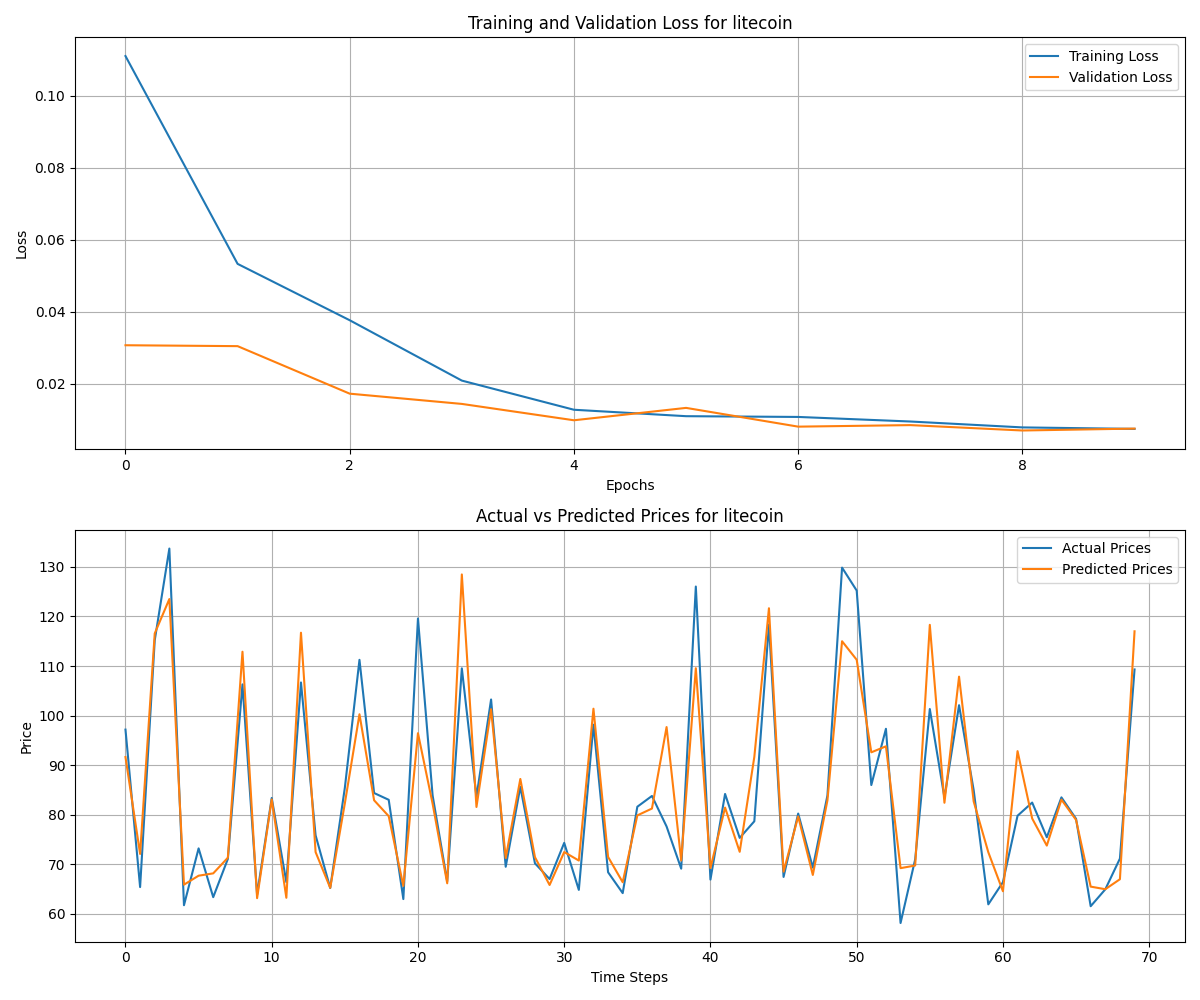 Training and Validation Loss for litecoin
Training Loss
Validation Loss
0.10
0.08
0.06
0.04
0.02
Loss
0 2 4 6 8
Epochs
Actual vs Predicted Prices for litecoin
Actual Prices
Predicted Prices
130
120
110
100
90
80
70
60
Price
0 10 20 30 40 50 60 70
Time Steps